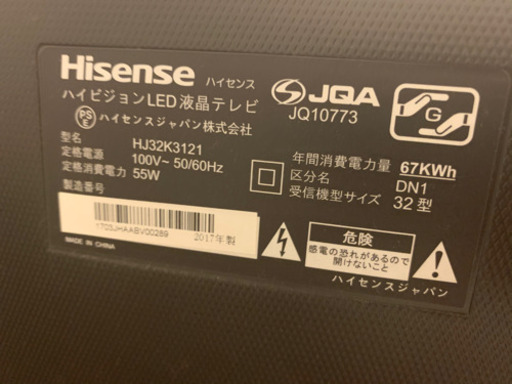 Hisense ハイセンス
ハイビジョンLED液晶テレビ
PSE ハイセンスジャパン株式会社
JQA
JQ10773
G
型名 HJ32K3121
定格電源 100V~ 50/60Hz
定格消費電力 55W
製造番号
1703JHAABV00289 2017年製
MADE IN CHINA
年間消費電力量 67KWh
区分名 DN1
受信機型サイズ 32型
危険
感電の恐れがあるので
開けないこと
ハイセンスジャパン